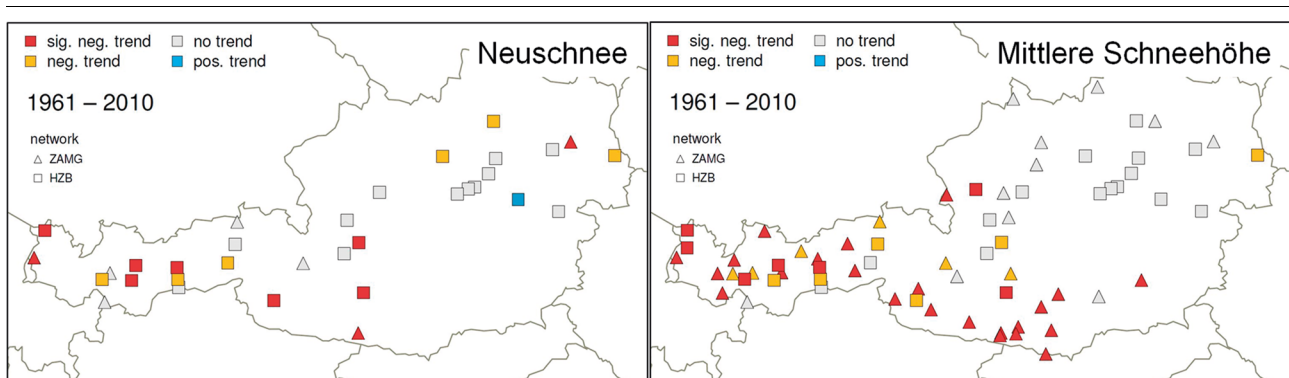 sig. neg. trend
no trend
neg. trend
pos. trend
Neuschnee
1961 – 2010
network
ZAMG
HZB
sig. neg. trend
no trend
neg. trend
pos. trend
Mittlere Schneehöhe
1961 – 2010
network
ZAMG
HZB